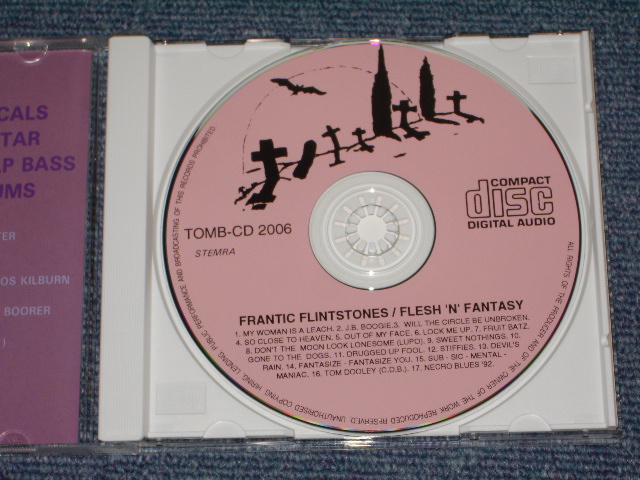 CALS
TAR
P BASS
UMS
TER
OS KILBURN
BOORER
)
TOMB-CD 2006
STEMRA
COMPACT
disc
DIGITAL AUDIO
FRANTIC FLINTSTONES / FLESH 'N' FANTASY
1. MY WOMAN IS A LEACH. 2. J.B. BOOGIE,3. WILL THE CIRCLE BE UNBROKEN.
4. SO CLOSE TO HEAVEN. 5. OUT OF MY FACE. 6. LOCK ME UP. 7. FRUIT BATZ.
8. DON'T THE MOON LOOK LONESOME (LUPO). 9. SWEET NOTHINGS. 10.
GONE TO THE DOGS. 11. DRUGGED UP FOOL. 12. STIFFIES. 13. DEVIL'S
RAIN, 14. FANTASIZE - FANTASIZE YOU. 15. SUB - SIC - MENTAL -
MANIAC. 16. TOM DOOLEY (C.D.B.). 17. NECRO BLUES '92.
ALL RIGHTS OF THE PRODUCER AND OF THE OWNER OF THE WORK REPRODUCED RESERVED. UNAUTHORISED COPYING HIRING, LENDING, PUBLIC PERFORMANCE AND BROADCASTING OF THIS RECORDS PROHIBITED